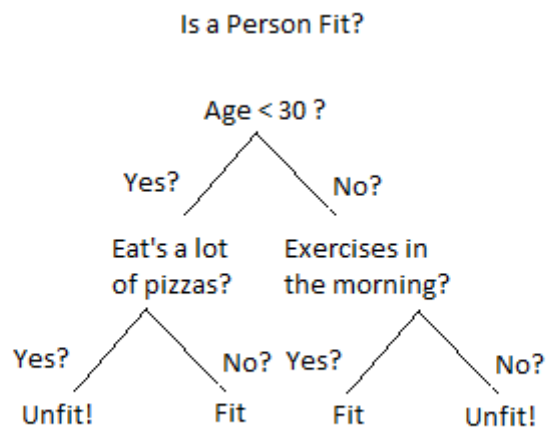 Is a Person Fit?
Age < 30 ?
Yes?
No?
Eat's a lot
of pizzas?
Exercises in
the morning?
Yes?
No?
Yes?
No?
Unfit!
Fit
Fit
Unfit!